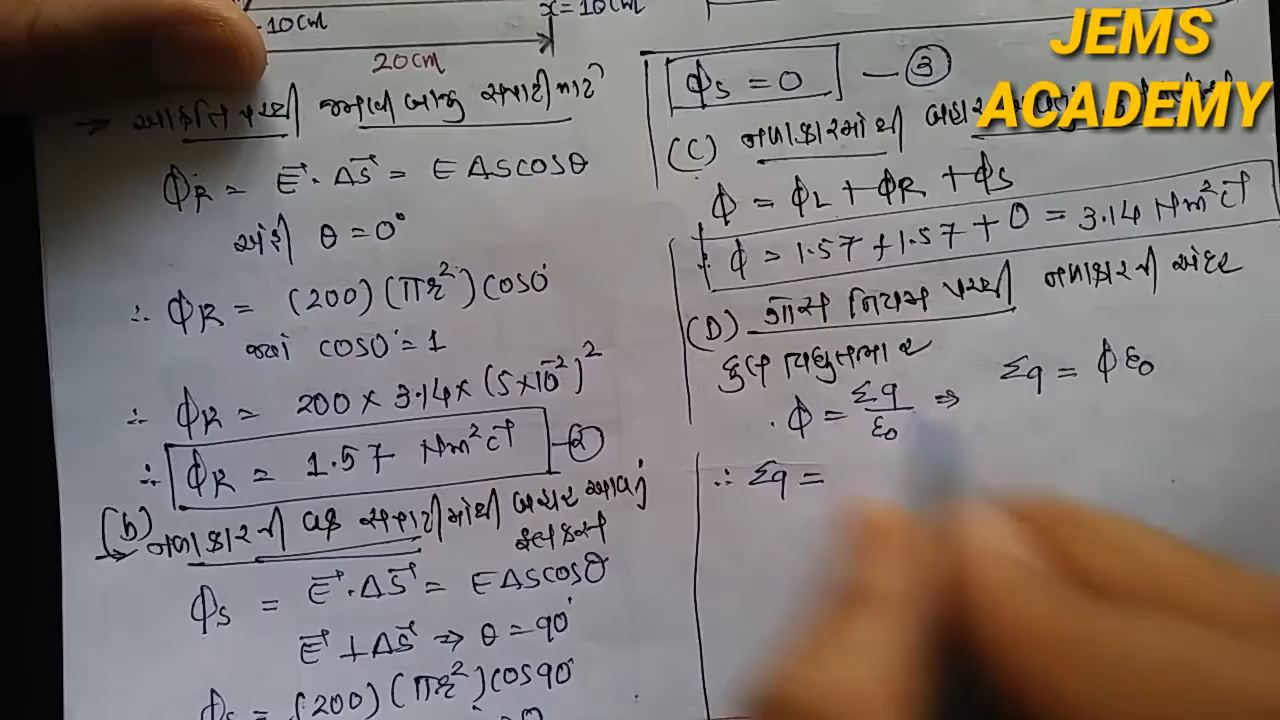 x=10cm
-10cm
20cm
→ આકૃતિ પરથી જમણી બાજુ સપાટી માટે
ΦR = E⃗ · ΔS⃗ = EΔScosθ
અહીં θ = 0°
∴ ΦR = (200) (πr²) cos0°
જ્યાં cos0° = 1
∴ ΦR = 200 × 3.14 × (5×10⁻²)²
∴ ΦR = 1.57 Nm²C⁻¹ —②
(b) નળાકારની વક્ર સપાટીમાંથી બહાર આવતું
ફ્લક્સ
Φs = E⃗ · ΔS⃗ = EΔScosθ
E⃗ ⊥ ΔS⃗ ⇒ θ = 90°
Φs = (200) (πr²) cos90°
Φs = 0 —③
(C) નળાકારમાંથી બહાર
Φ = ΦL + ΦR + Φs
∴ Φ = 1.57 + 1.57 + 0 = 3.14 Nm²C⁻¹
(D) ગૉસ નિયમ પરથી નળાકારની અંદર
કુલ વિદ્યુતભાર
∴ Φ = Σq/ε₀ ⇒ Σq = Φε₀
∴ Σq =
JEMS
ACADEMY